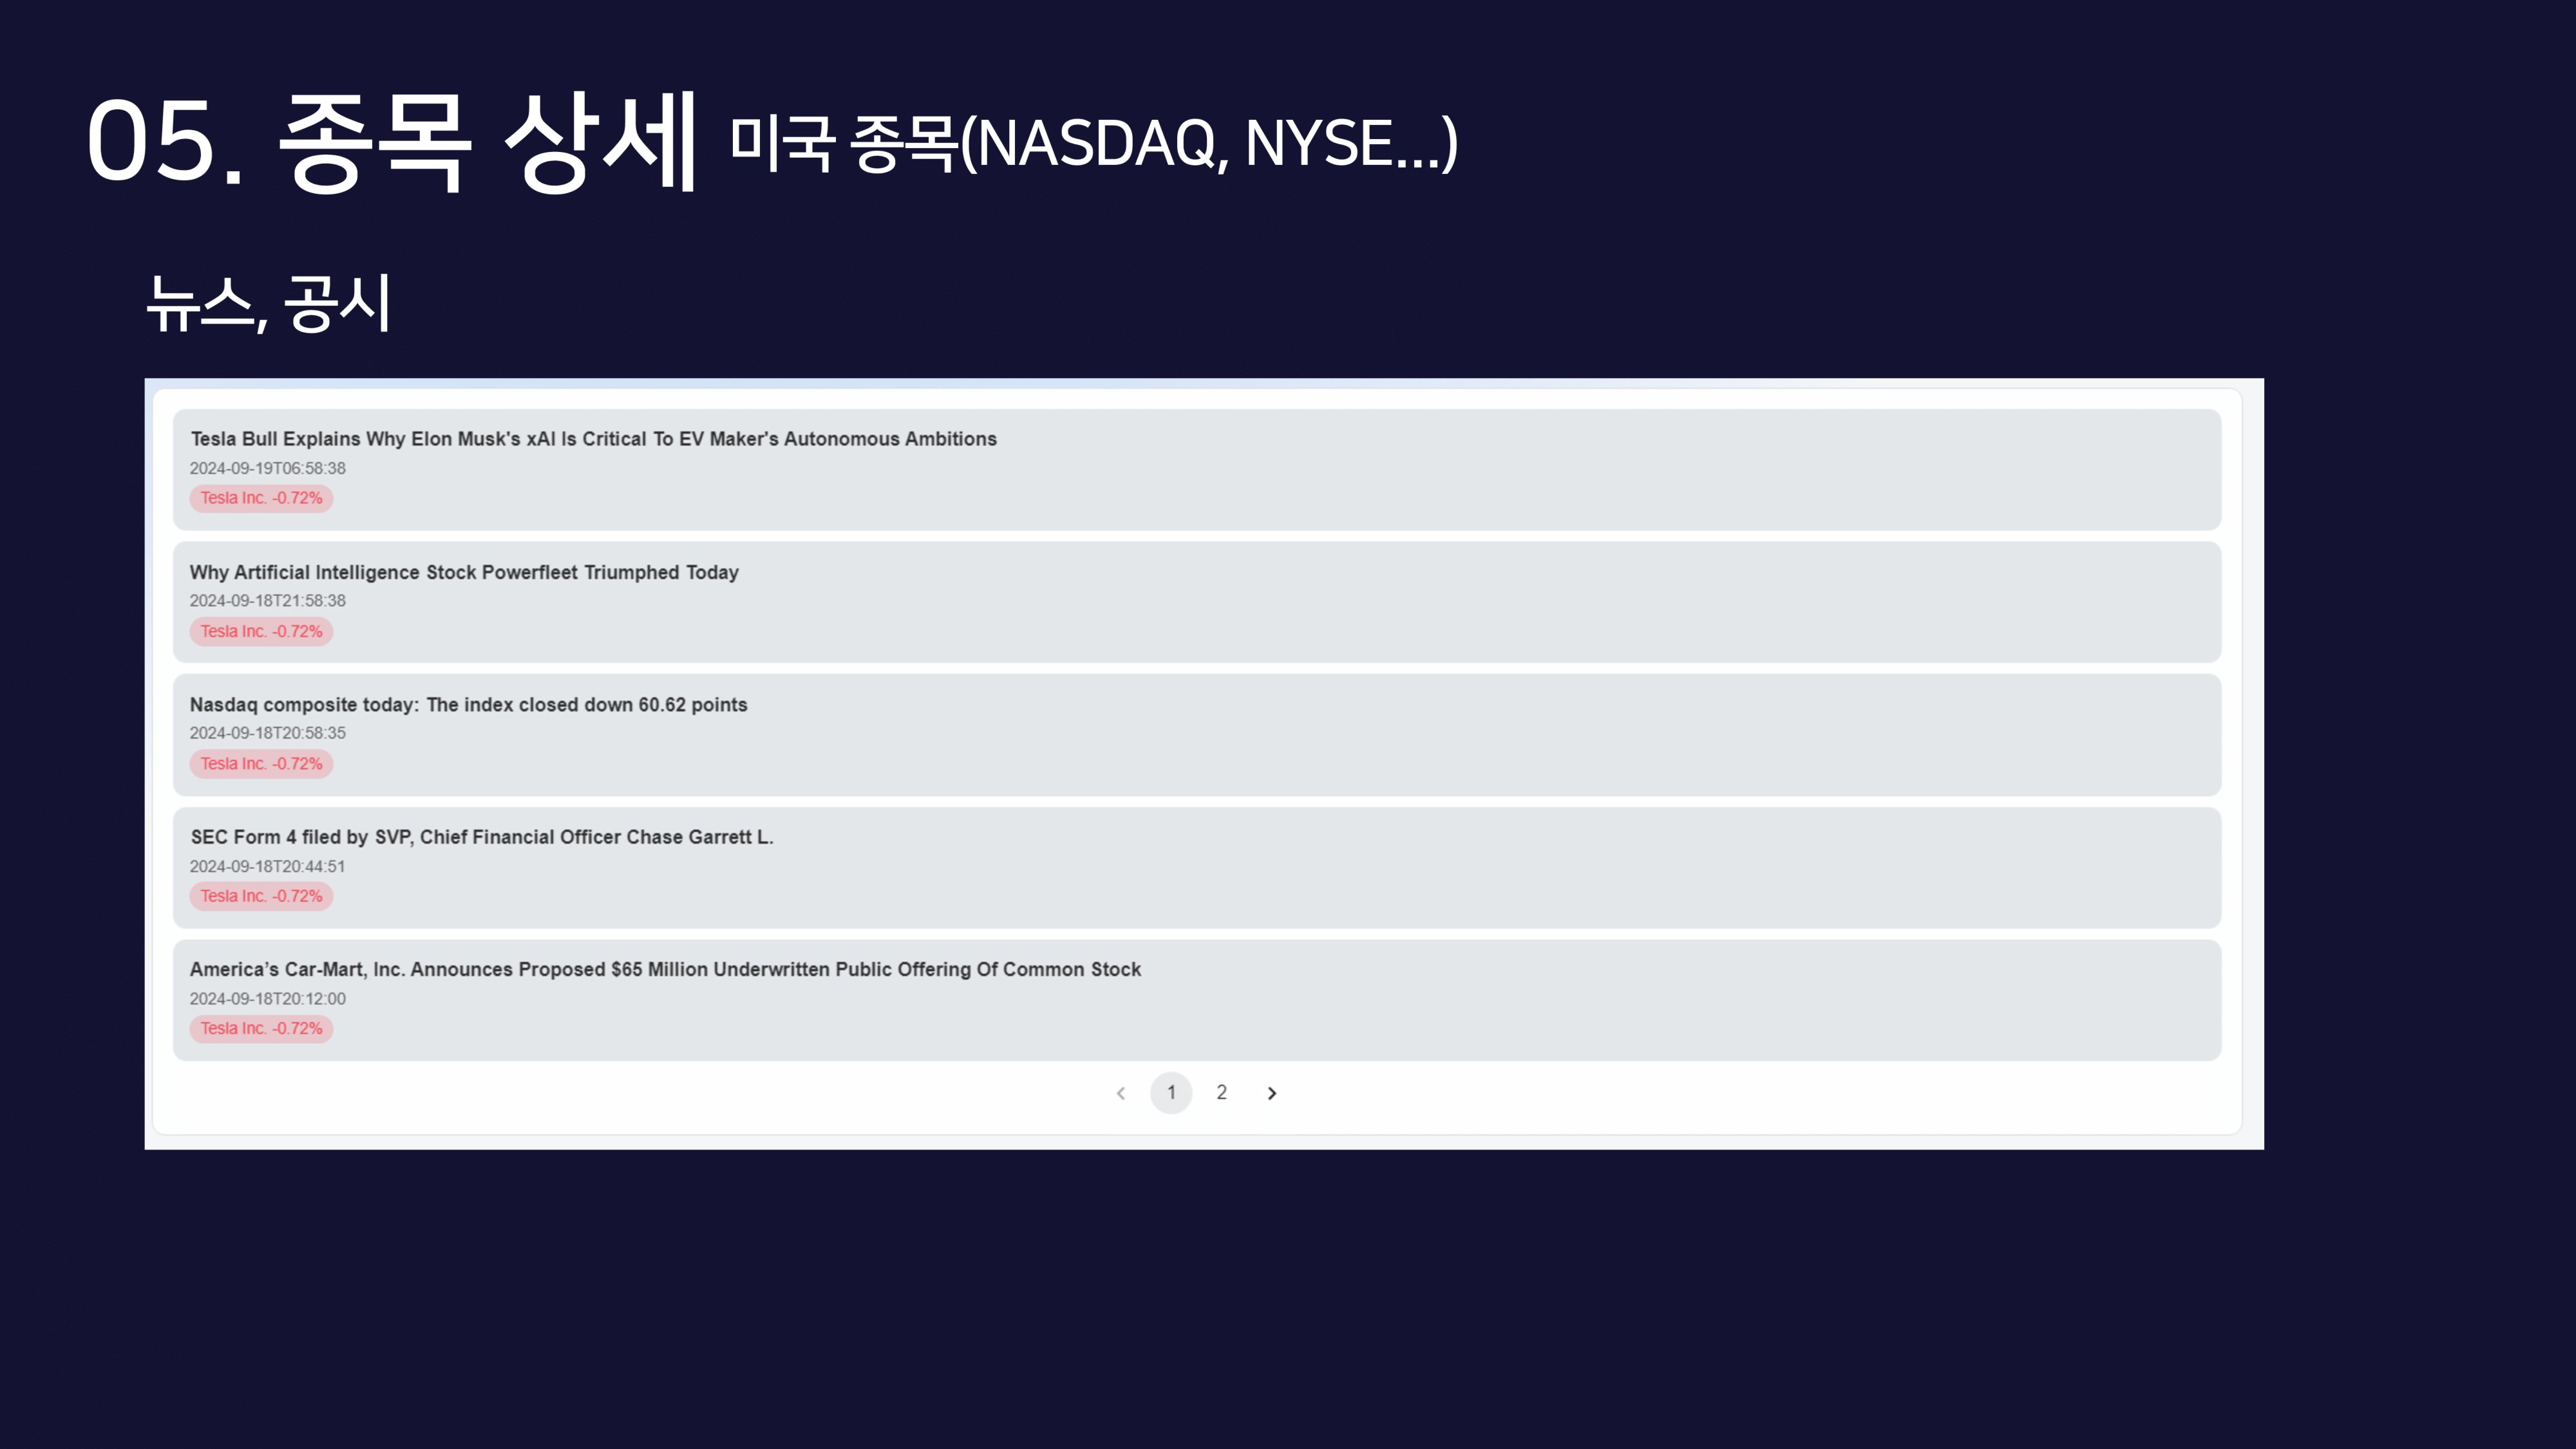 05. 종목 상세 미국 종목(NASDAQ, NYSE...)
뉴스, 공시
Tesla Bull Explains Why Elon Musk's xAI Is Critical To EV Maker's Autonomous Ambitions
2024-09-19T06:58:38
Tesla Inc. -0.72%
Why Artificial Intelligence Stock Powerfleet Triumphed Today
2024-09-18T21:58:38
Tesla Inc. -0.72%
Nasdaq composite today: The index closed down 60.62 points
2024-09-18T20:58:35
Tesla Inc. -0.72%
SEC Form 4 filed by SVP, Chief Financial Officer Chase Garrett L.
2024-09-18T20:44:51
Tesla Inc. -0.72%
America’s Car-Mart, Inc. Announces Proposed $65 Million Underwritten Public Offering Of Common Stock
2024-09-18T20:12:00
Tesla Inc. -0.72%
‹ 1 2 ›